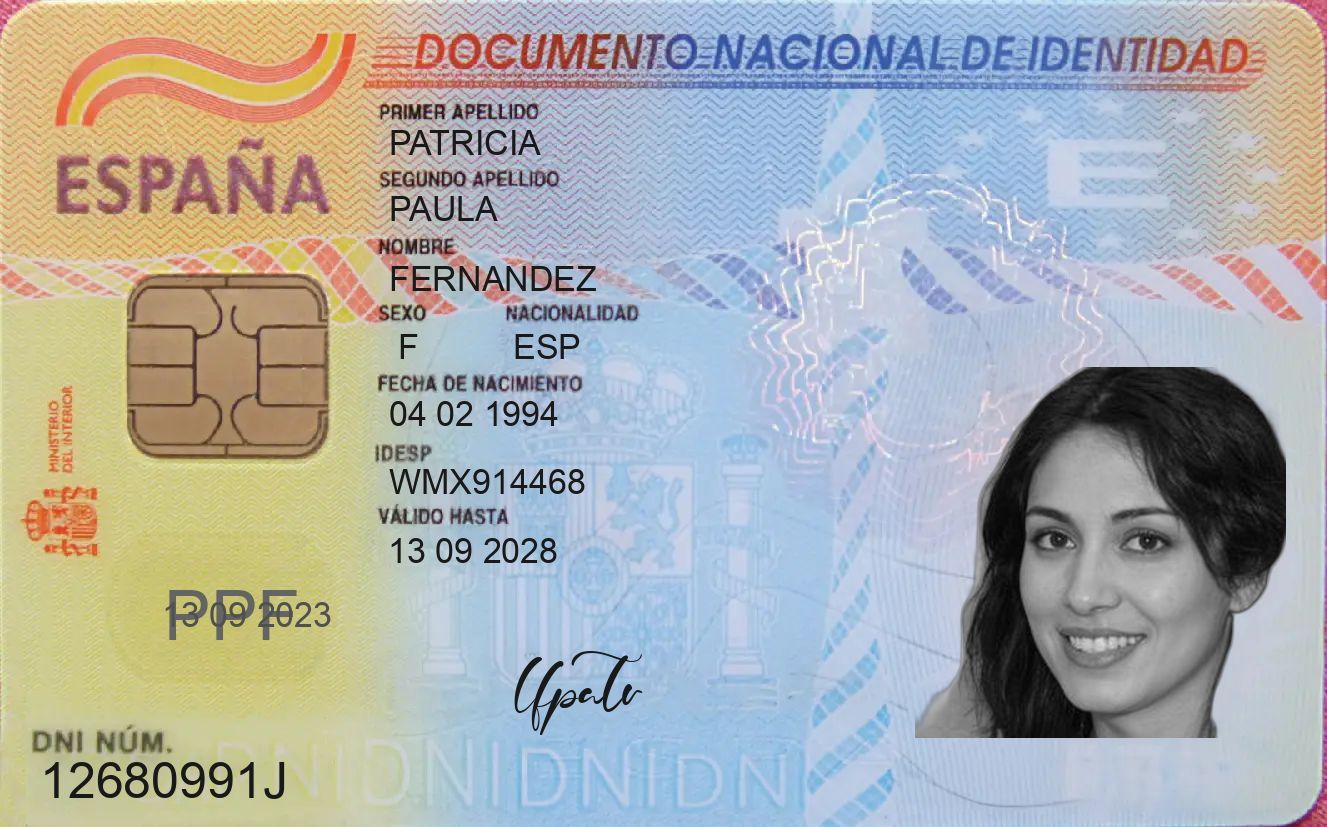 DOCUMENTO NACIONAL DE IDENTIDAD
ESPAÑA
PRIMER APELLIDO
PATRICIA
SEGUNDO APELLIDO
PAULA
NOMBRE
FERNANDEZ
SEXO NACIONALIDAD
F ESP
FECHA DE NACIMIENTO
04 02 1994
IDESP
WMX914468
VÁLIDO HASTA
13 09 2028
MINISTERIO
DEL INTERIOR
E
PPF
13 09 2023
DNI NÚM.
12680991J
DNIDNIDNIDN